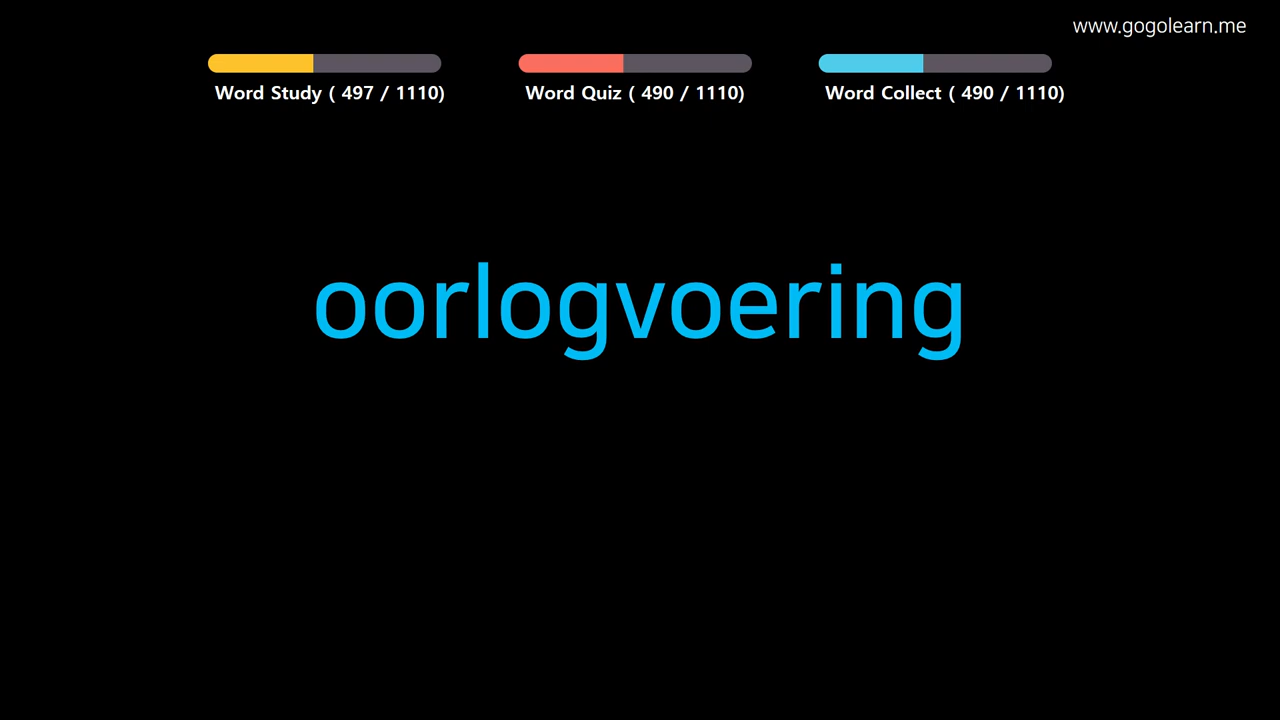 www.gogolearn.me
Word Study ( 497 / 1110)
Word Quiz ( 490 / 1110)
Word Collect ( 490 / 1110)
oorlogvoering